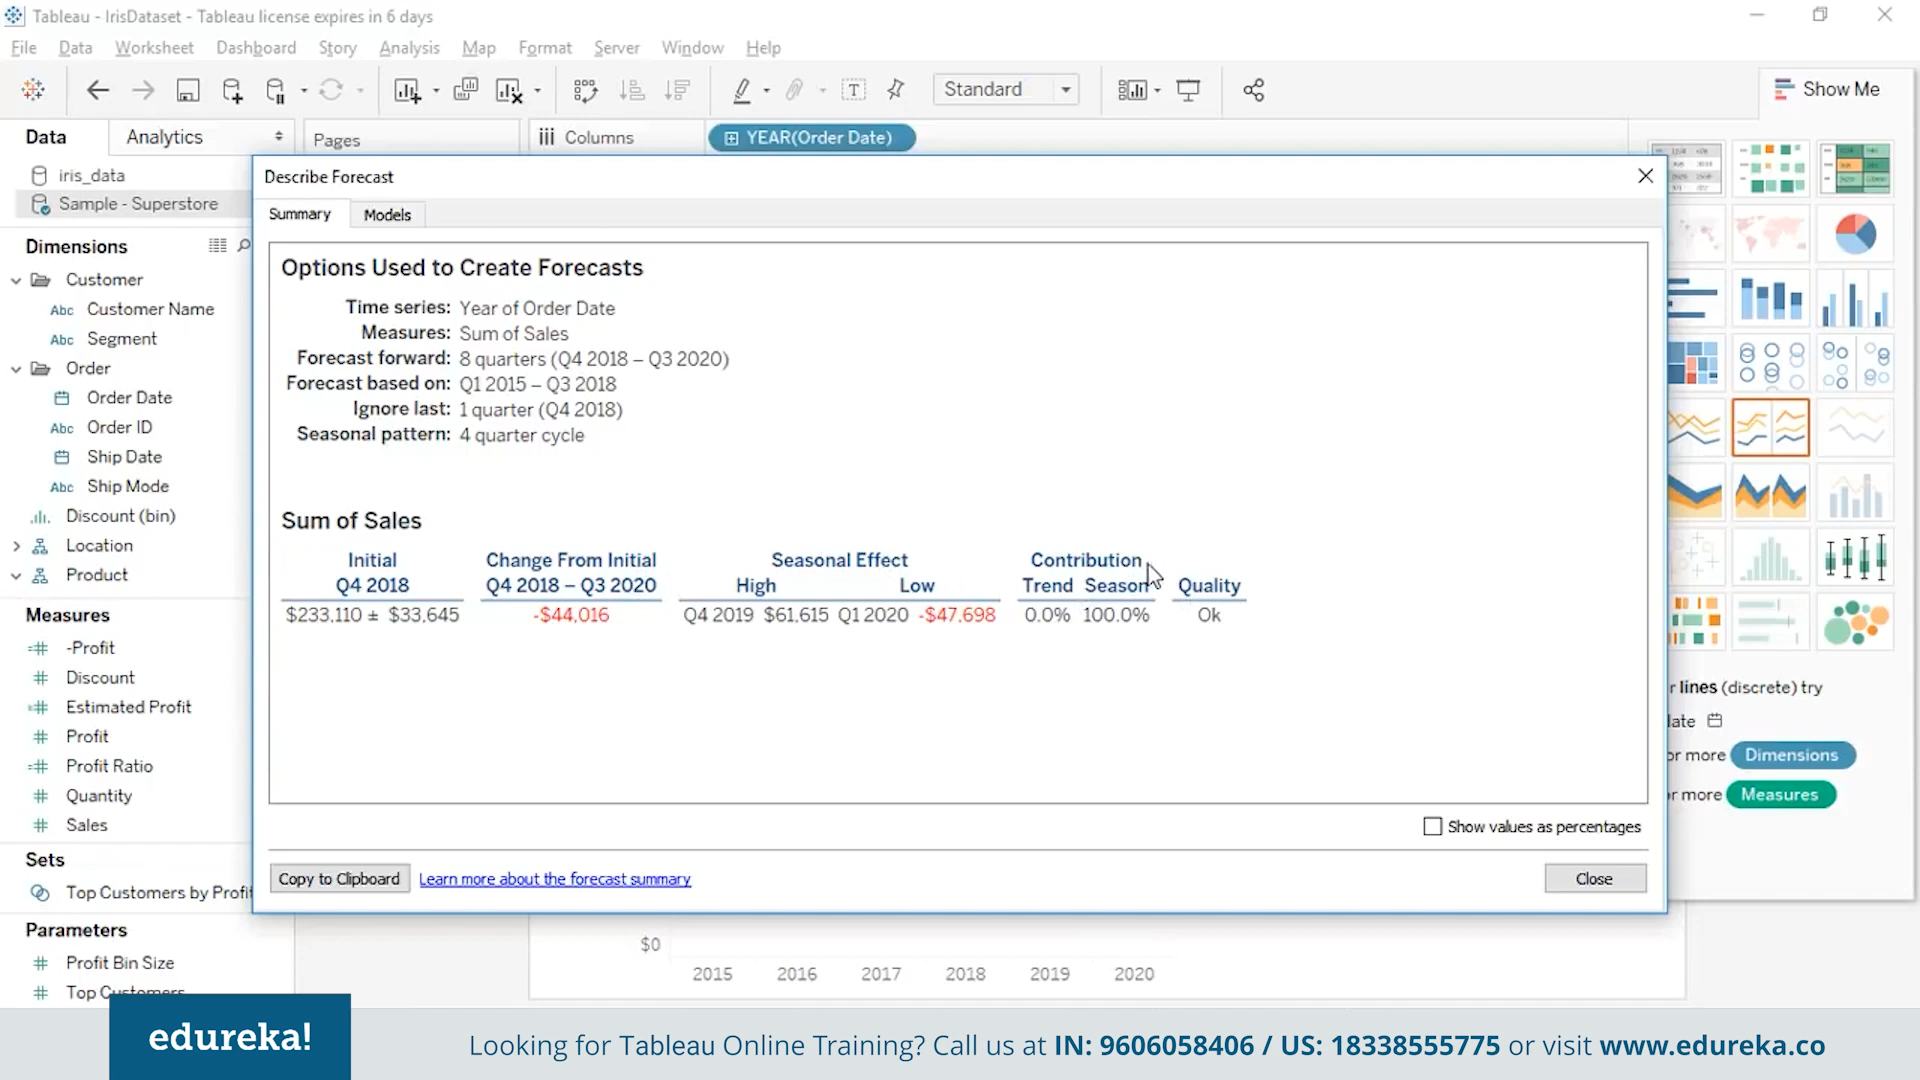 Tableau - IrisDataset - Tableau license expires in 6 days
File Data Worksheet Dashboard Story Analysis Map Format Server Window Help
Standard
Show Me
Data Analytics Pages Columns YEAR(Order Date)
iris_data
Sample - Superstore
Dimensions
Customer
Abc Customer Name
Abc Segment
Order
Order Date
Abc Order ID
Ship Date
Abc Ship Mode
Discount (bin)
Location
Product
Measures
-Profit
Discount
Estimated Profit
Profit
Profit Ratio
Quantity
Sales
Sets
Top Customers by Profit
Parameters
Profit Bin Size
Top Customers
Describe Forecast
Summary Models
Options Used to Create Forecasts
Time series: Year of Order Date
Measures: Sum of Sales
Forecast forward: 8 quarters (Q4 2018 – Q3 2020)
Forecast based on: Q1 2015 – Q3 2018
Ignore last: 1 quarter (Q4 2018)
Seasonal pattern: 4 quarter cycle
Sum of Sales
Initial Change From Initial Seasonal Effect Contribution
Q4 2018 Q4 2018 – Q3 2020 High Low Trend Season Quality
$233,110 ± $33,645 -$44,016 Q4 2019 $61,615 Q1 2020 -$47,698 0.0% 100.0% Ok
Show values as percentages
Copy to Clipboard Learn more about the forecast summary Close
r lines (discrete) try
ate
or more Dimensions
r more Measures
$0
2015 2016 2017 2018 2019 2020
edureka!
Looking for Tableau Online Training? Call us at IN: 9606058406 / US: 18338555775 or visit www.edureka.co